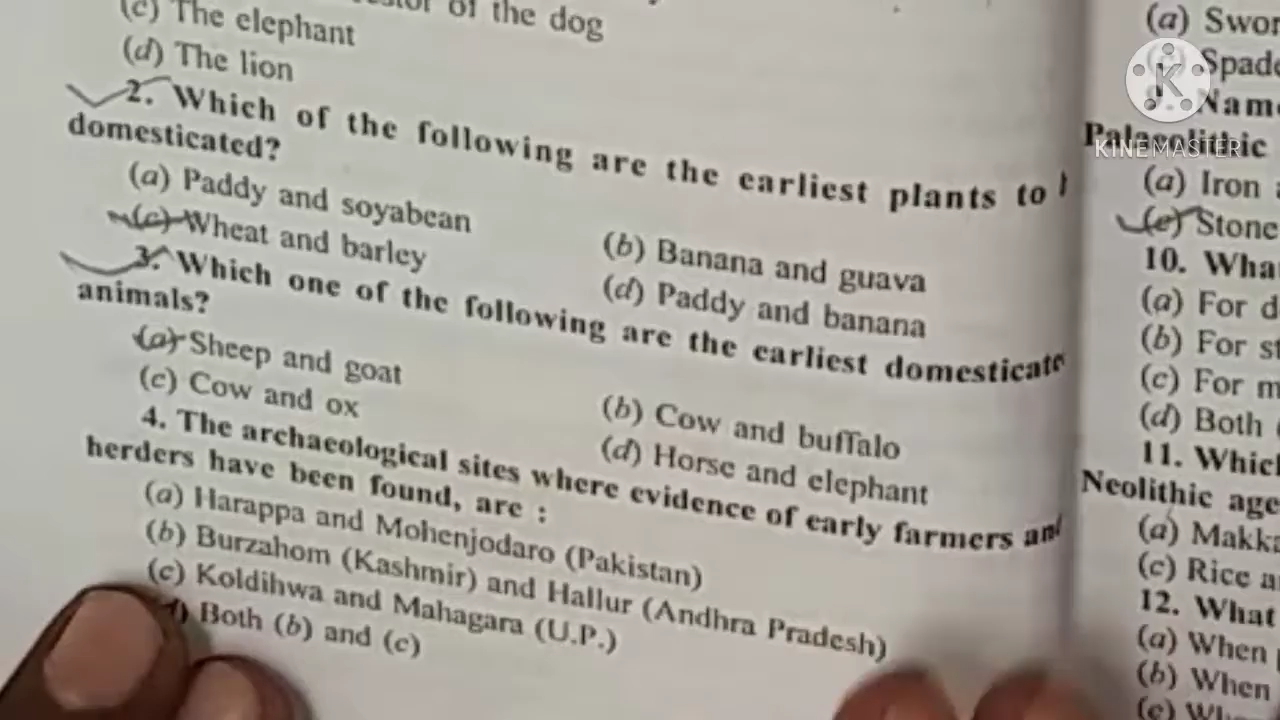 (c) The elephant of the dog
(d) The lion
2. Which of the following are the earliest plants to
domesticated?
(a) Paddy and soyabean
(b) Banana and guava
(c) Wheat and barley
(d) Paddy and banana
3. Which one of the following are the earliest domesticate
animals?
(a) Sheep and goat
(b) Cow and buffalo
(c) Cow and ox
(d) Horse and elephant
4. The archaeological sites where evidence of early farmers and
herders have been found, are :
(a) Harappa and Mohenjodaro (Pakistan)
(b) Burzahom (Kashmir) and Hallur (Andhra Pradesh)
(c) Koldihwa and Mahagara (U.P.)
Both (b) and (c)
(a) Swor
Spade
9. Name
Palaeolithic
(a) Iron
(c) Stone
10. Wha
(a) For d
(b) For st
(c) For m
(d) Both
11. Which
Neolithic age
(a) Makka
(c) Rice a
12. What
(a) When
(b) When
(c)
K
KINEMASTER